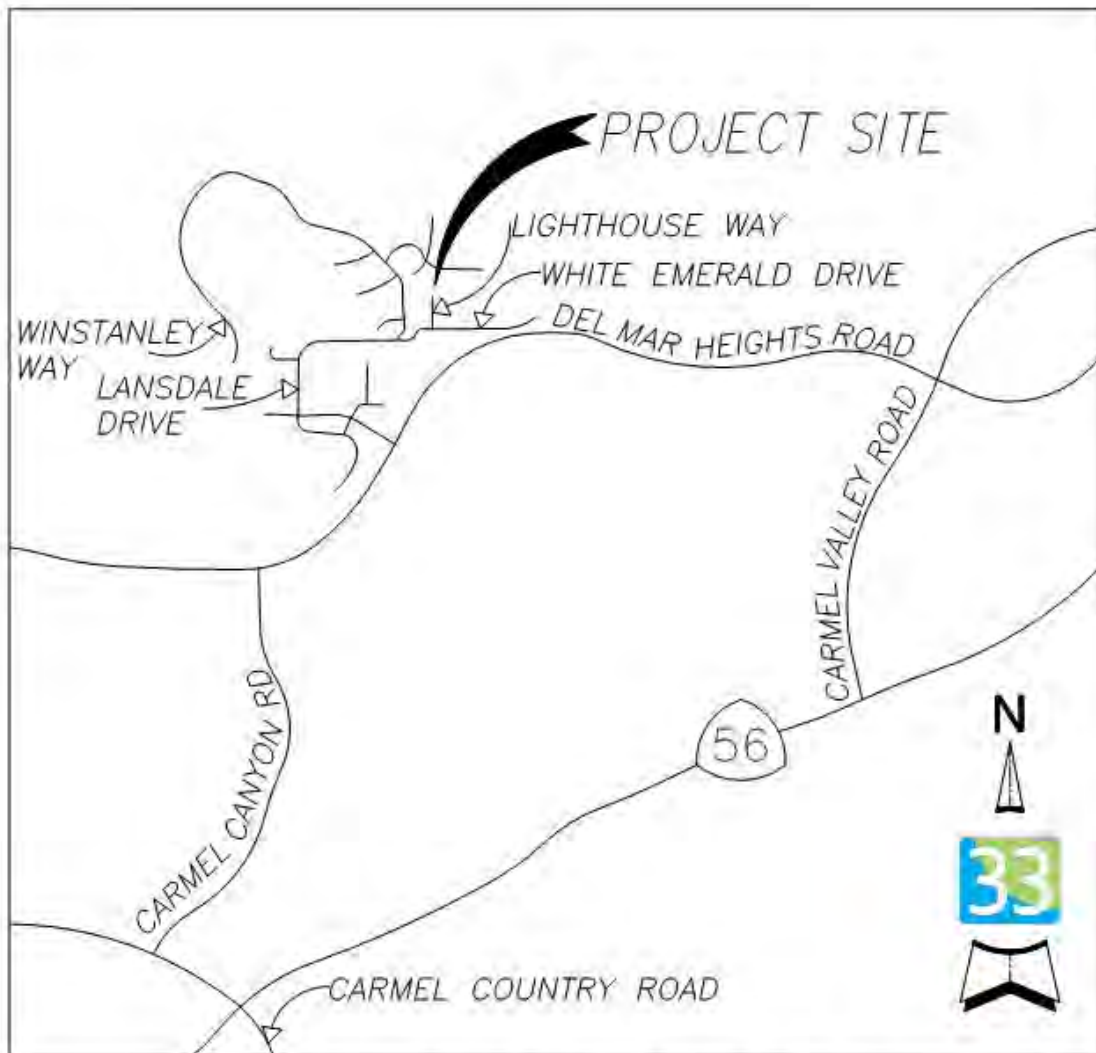 PROJECT SITE
LIGHTHOUSE WAY
WHITE EMERALD DRIVE
DEL MAR HEIGHTS ROAD
WINSTANLEY
WAY
LANSDALE
DRIVE
CARMEL VALLEY ROAD
CARMEL CANYON RD
56
N
33
CARMEL COUNTRY ROAD